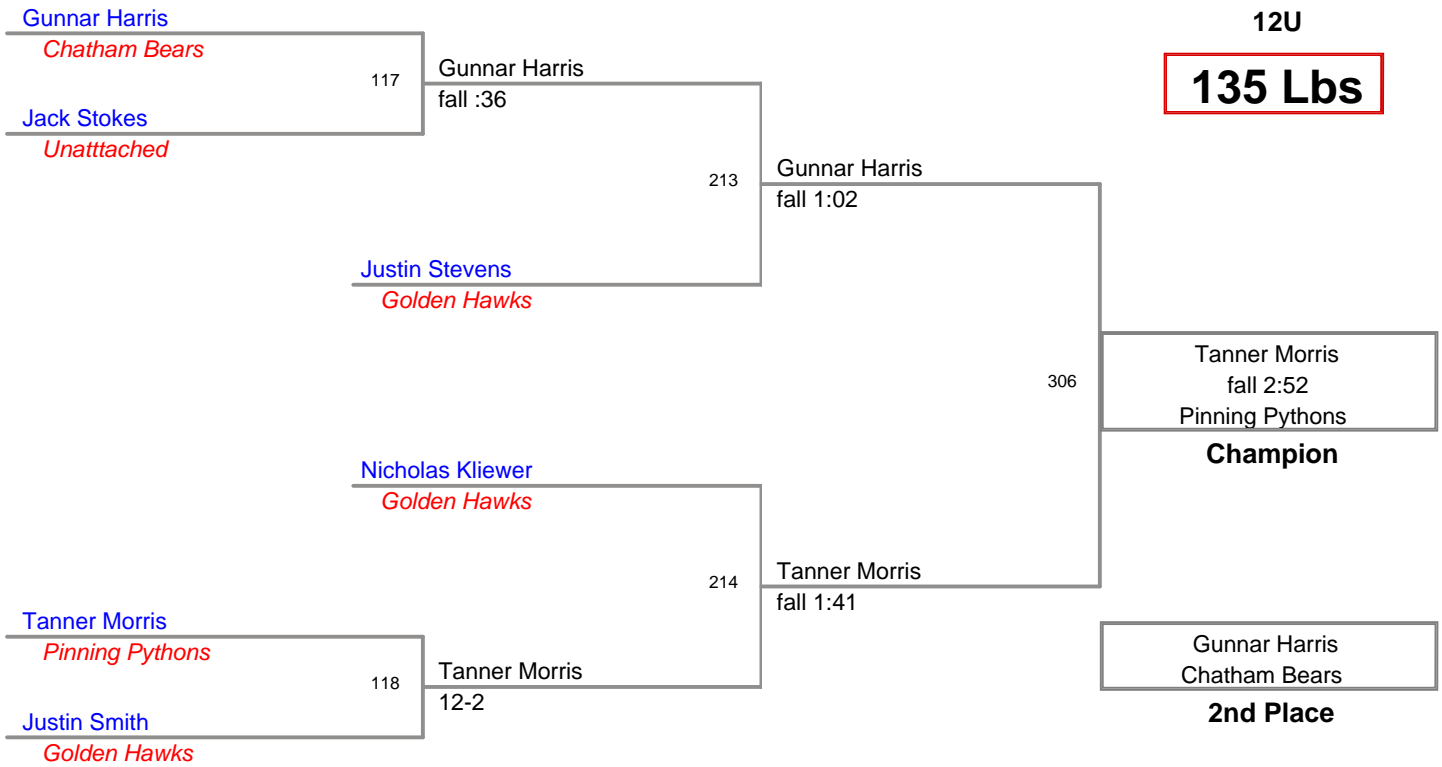 Gunnar Harris
Chatham Bears
117
Gunnar Harris
fall :36
Jack Stokes
Unatttached
213
Gunnar Harris
fall 1:02
Justin Stevens
Golden Hawks
12U
135 Lbs
306
Tanner Morris
fall 2:52
Pinning Pythons
Champion
Nicholas Kliewer
Golden Hawks
214
Tanner Morris
fall 1:41
Tanner Morris
Pinning Pythons
118
Tanner Morris
12-2
Justin Smith
Golden Hawks
Gunnar Harris
Chatham Bears
2nd Place